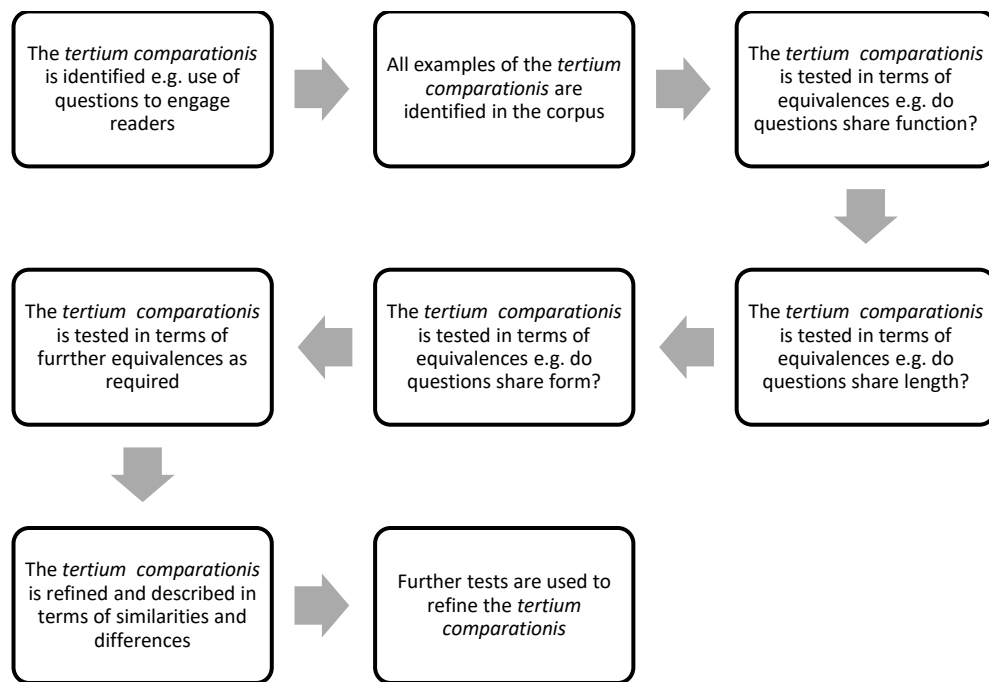 The tertium comparationis
is identified e.g. use of
questions to engage
readers
All examples of the tertium
comparationis are
identified in the corpus
The tertium comparationis
is tested in terms of
equivalences e.g. do
questions share function?
The tertium comparationis
is tested in terms of
equivalences e.g. do
questions share length?
The tertium comparationis
is tested in terms of
equivalences e.g. do
questions share form?
The tertium comparationis
is tested in terms of
furrther equivalences as
required
The tertium comparationis
is refined and described in
terms of similarities and
differences
Further tests are used to
refine the tertium
comparationis